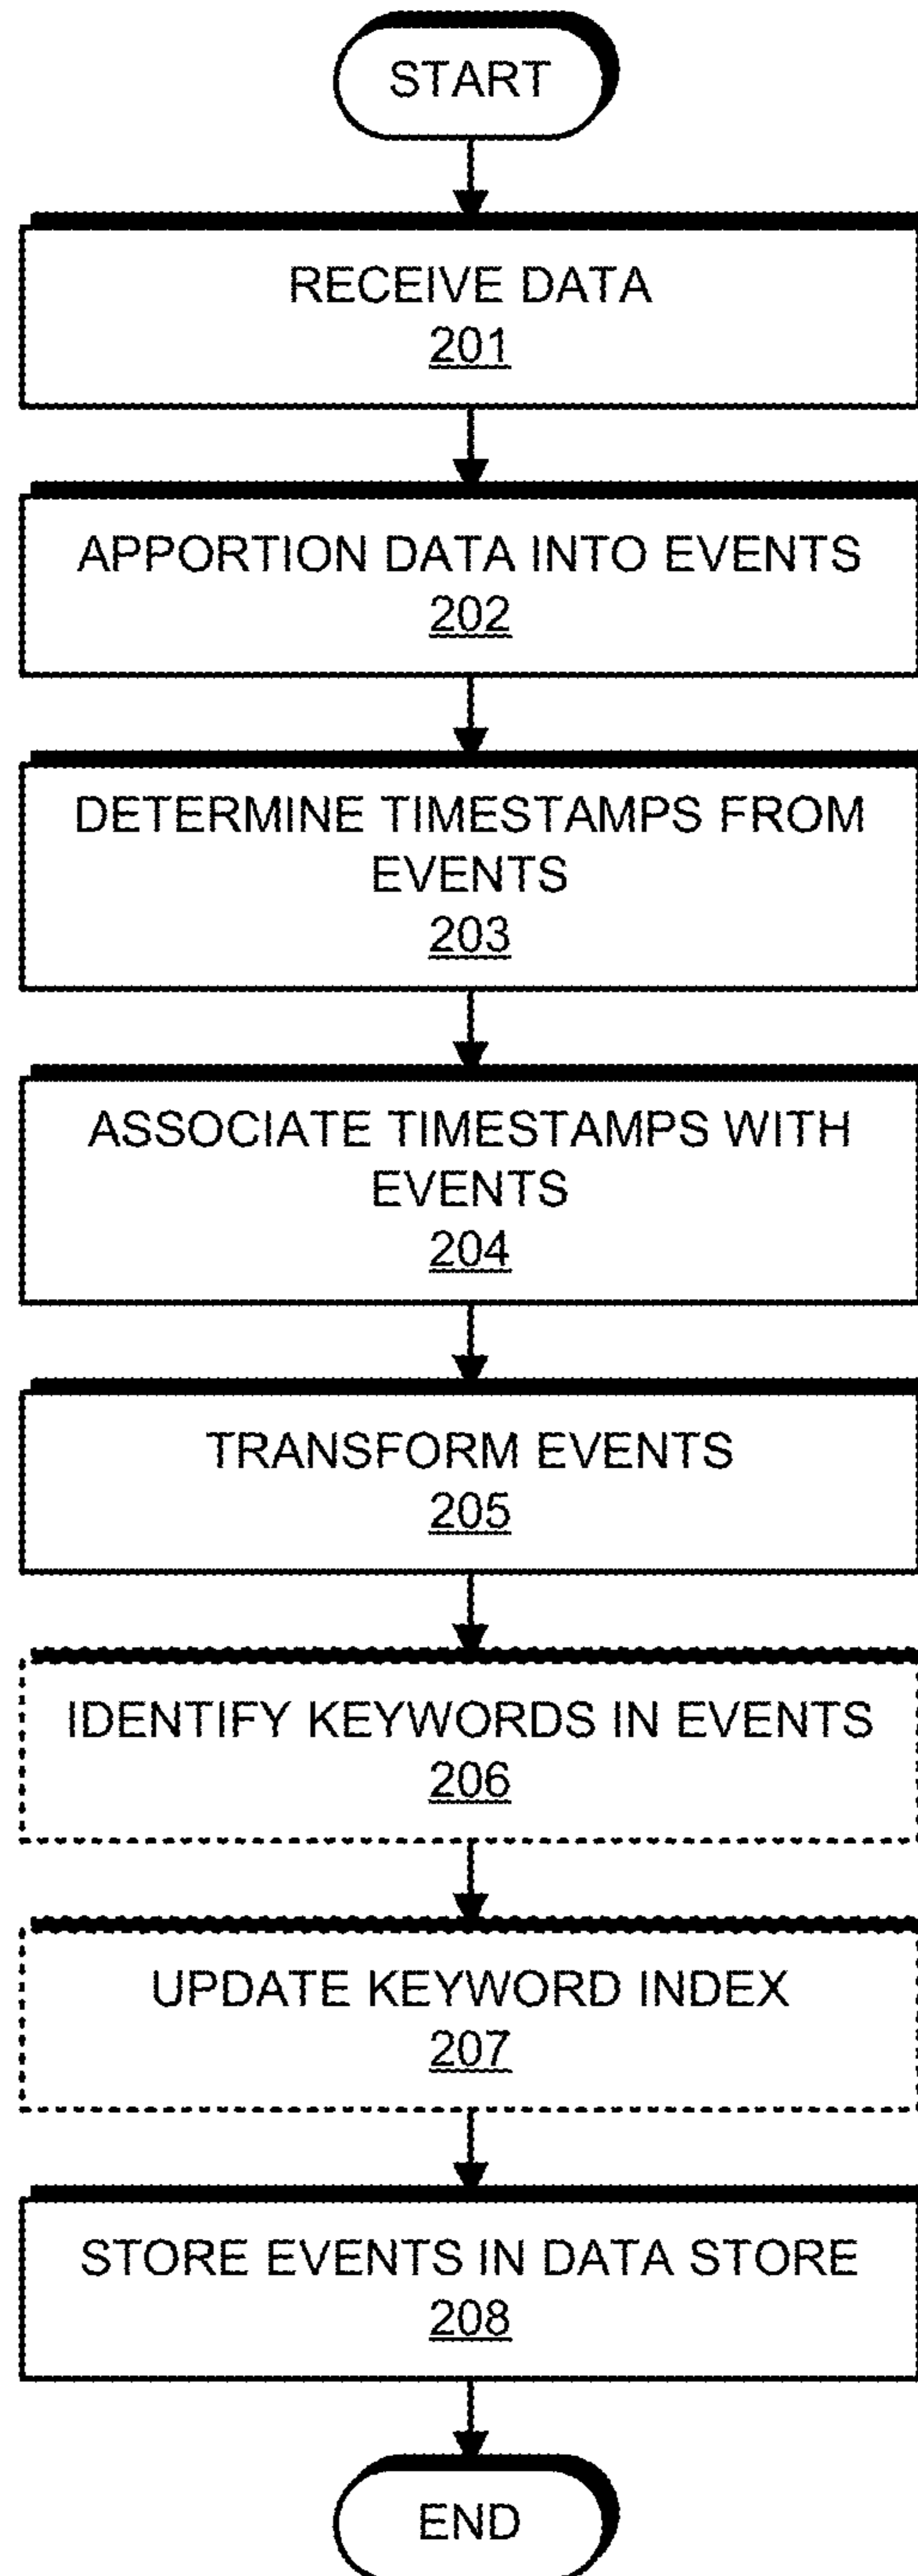 START
RECEIVE DATA
201
APPORTION DATA INTO EVENTS
202
DETERMINE TIMESTAMPS FROM
EVENTS
203
ASSOCIATE TIMESTAMPS WITH
EVENTS
204
TRANSFORM EVENTS
205
IDENTIFY KEYWORDS IN EVENTS
206
UPDATE KEYWORD INDEX
207
STORE EVENTS IN DATA STORE
208
END